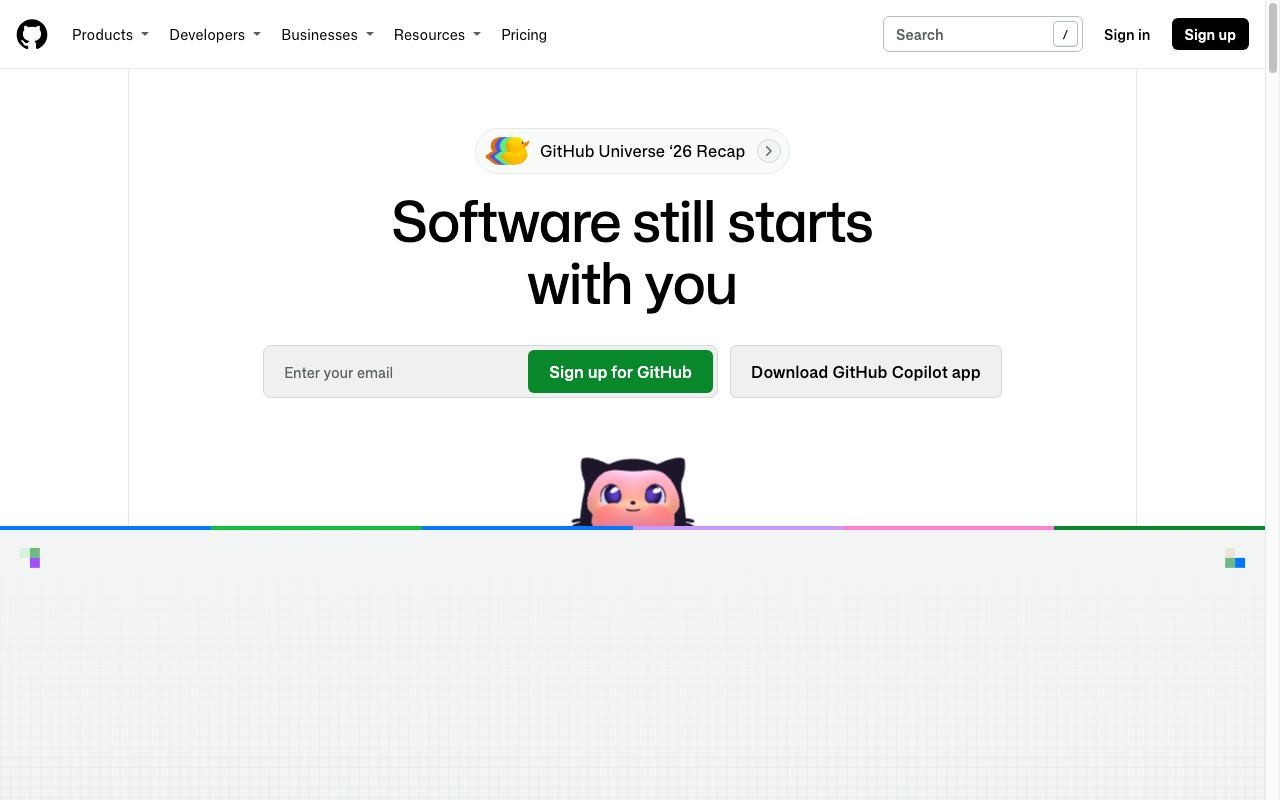 Products
Developers
Businesses
Resources
Pricing
Search
/
Sign in
Sign up
GitHub Universe ‘26 Recap
Software still starts
with you
Enter your email
Sign up for GitHub
Download GitHub Copilot app